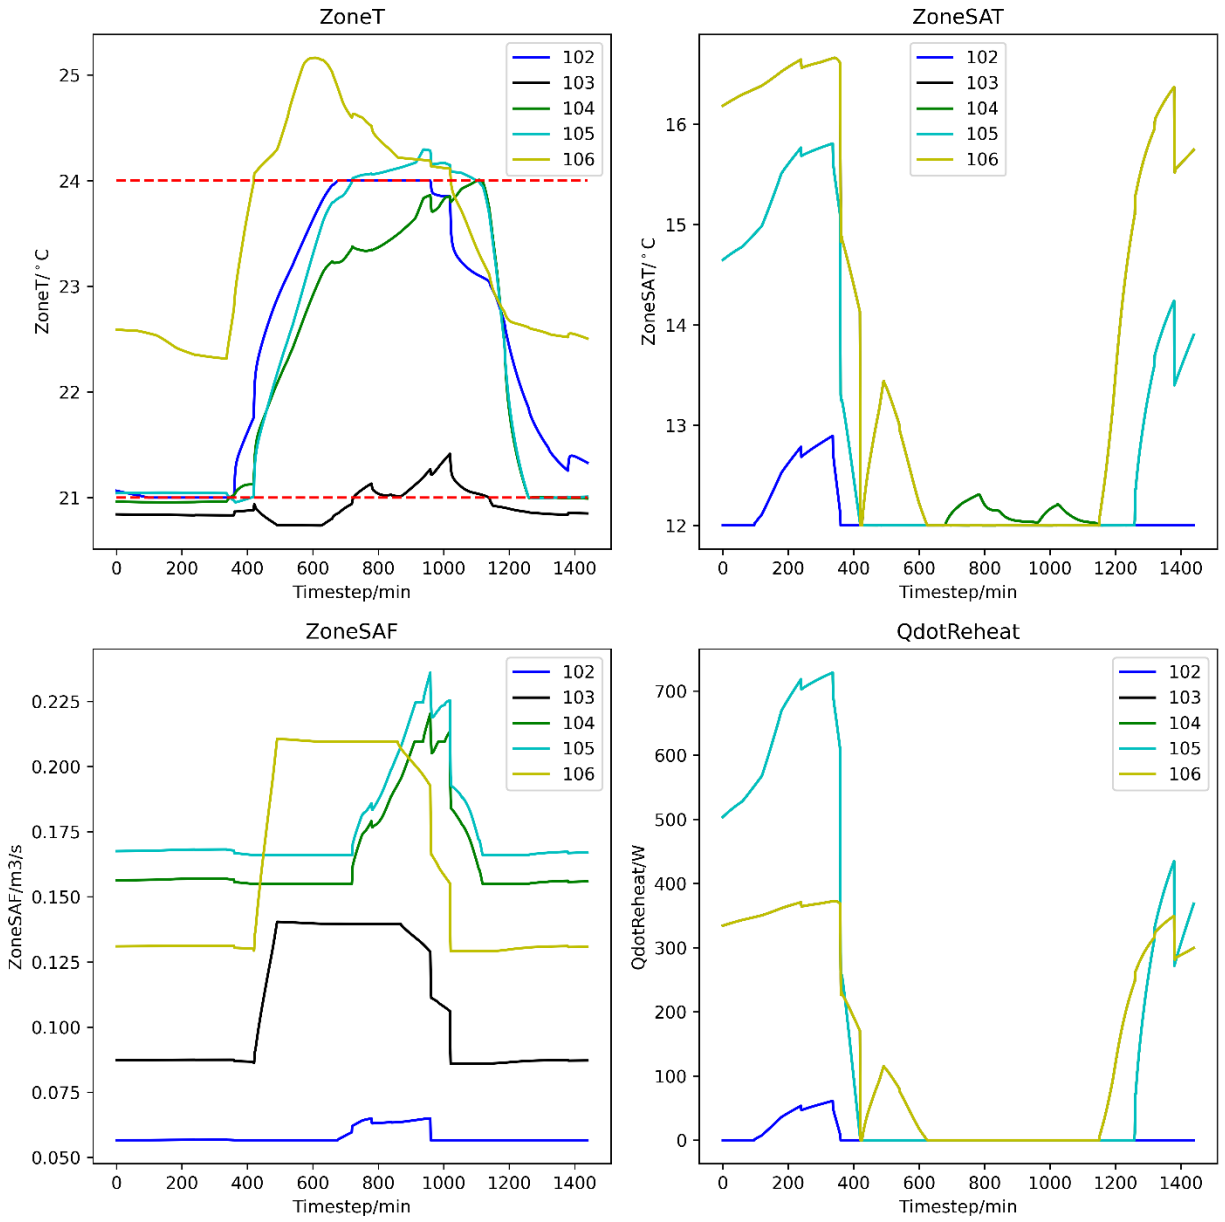 ZoneT
25
24
23
22
21
ZoneT/°C
0 200 400 600 800 1000 1200 1400
Timestep/min
102
103
104
105
106
ZoneSAT
16
15
14
13
12
ZoneSAT/°C
0 200 400 600 800 1000 1200 1400
Timestep/min
102
103
104
105
106
ZoneSAF
0.225
0.200
0.175
0.150
0.125
0.100
0.075
0.050
ZoneSAF/m3/s
0 200 400 600 800 1000 1200 1400
Timestep/min
102
103
104
105
106
QdotReheat
700
600
500
400
300
200
100
0
QdotReheat/W
0 200 400 600 800 1000 1200 1400
Timestep/min
102
103
104
105
106